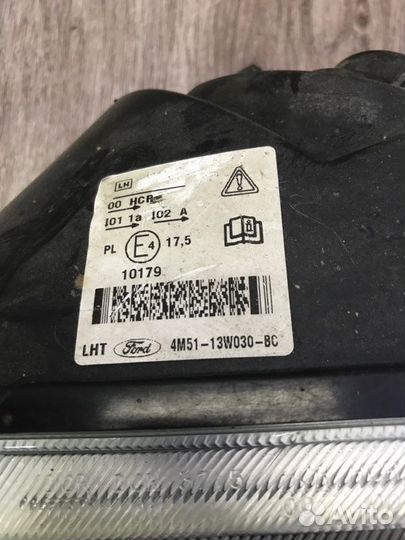 LH
00 HCR
I01 1a I02 A
PL E4 17,5
10179
LHT Ford 4M51-13W030-BC
Avito